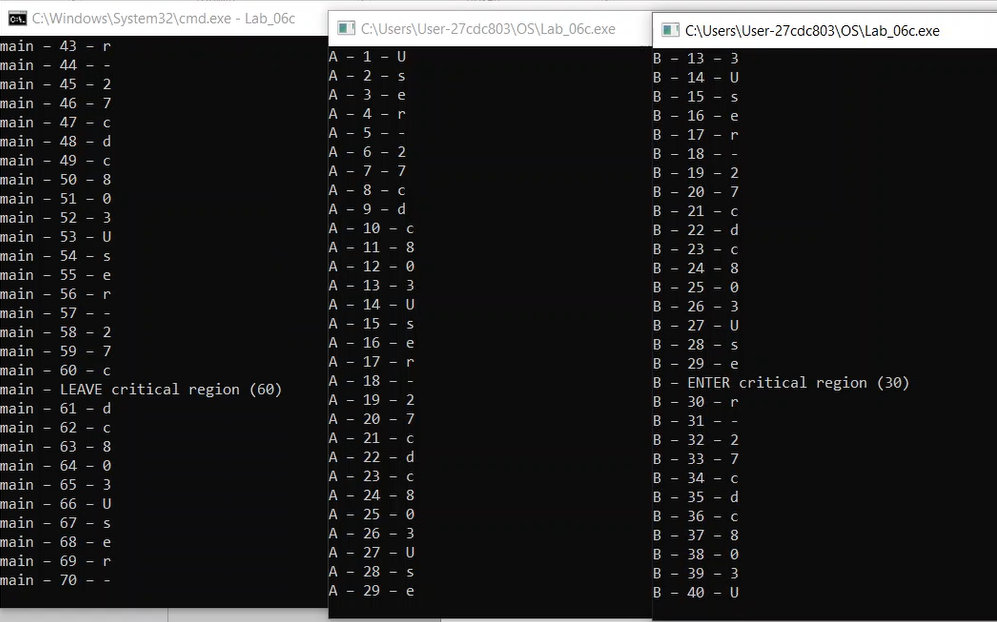 C:\Windows\System32\cmd.exe - Lab_06c
main - 43 - r
main - 44 - -
main - 45 - 2
main - 46 - 7
main - 47 - c
main - 48 - d
main - 49 - c
main - 50 - 8
main - 51 - 0
main - 52 - 3
main - 53 - U
main - 54 - s
main - 55 - e
main - 56 - r
main - 57 - -
main - 58 - 2
main - 59 - 7
main - 60 - c
main - LEAVE critical region (60)
main - 61 - d
main - 62 - c
main - 63 - 8
main - 64 - 0
main - 65 - 3
main - 66 - U
main - 67 - s
main - 68 - e
main - 69 - r
main - 70 - -
C:\Users\User-27cdc803\OS\Lab_06c.exe
A - 1 - U
A - 2 - s
A - 3 - e
A - 4 - r
A - 5 - -
A - 6 - 2
A - 7 - 7
A - 8 - c
A - 9 - d
A - 10 - c
A - 11 - 8
A - 12 - 0
A - 13 - 3
A - 14 - U
A - 15 - s
A - 16 - e
A - 17 - r
A - 18 - -
A - 19 - 2
A - 20 - 7
A - 21 - c
A - 22 - d
A - 23 - c
A - 24 - 8
A - 25 - 0
A - 26 - 3
A - 27 - U
A - 28 - s
A - 29 - e
C:\Users\User-27cdc803\OS\Lab_06c.exe
B - 13 - 3
B - 14 - U
B - 15 - s
B - 16 - e
B - 17 - r
B - 18 - -
B - 19 - 2
B - 20 - 7
B - 21 - c
B - 22 - d
B - 23 - c
B - 24 - 8
B - 25 - 0
B - 26 - 3
B - 27 - U
B - 28 - s
B - 29 - e
B - ENTER critical region (30)
B - 30 - r
B - 31 - -
B - 32 - 2
B - 33 - 7
B - 34 - c
B - 35 - d
B - 36 - c
B - 37 - 8
B - 38 - 0
B - 39 - 3
B - 40 - U